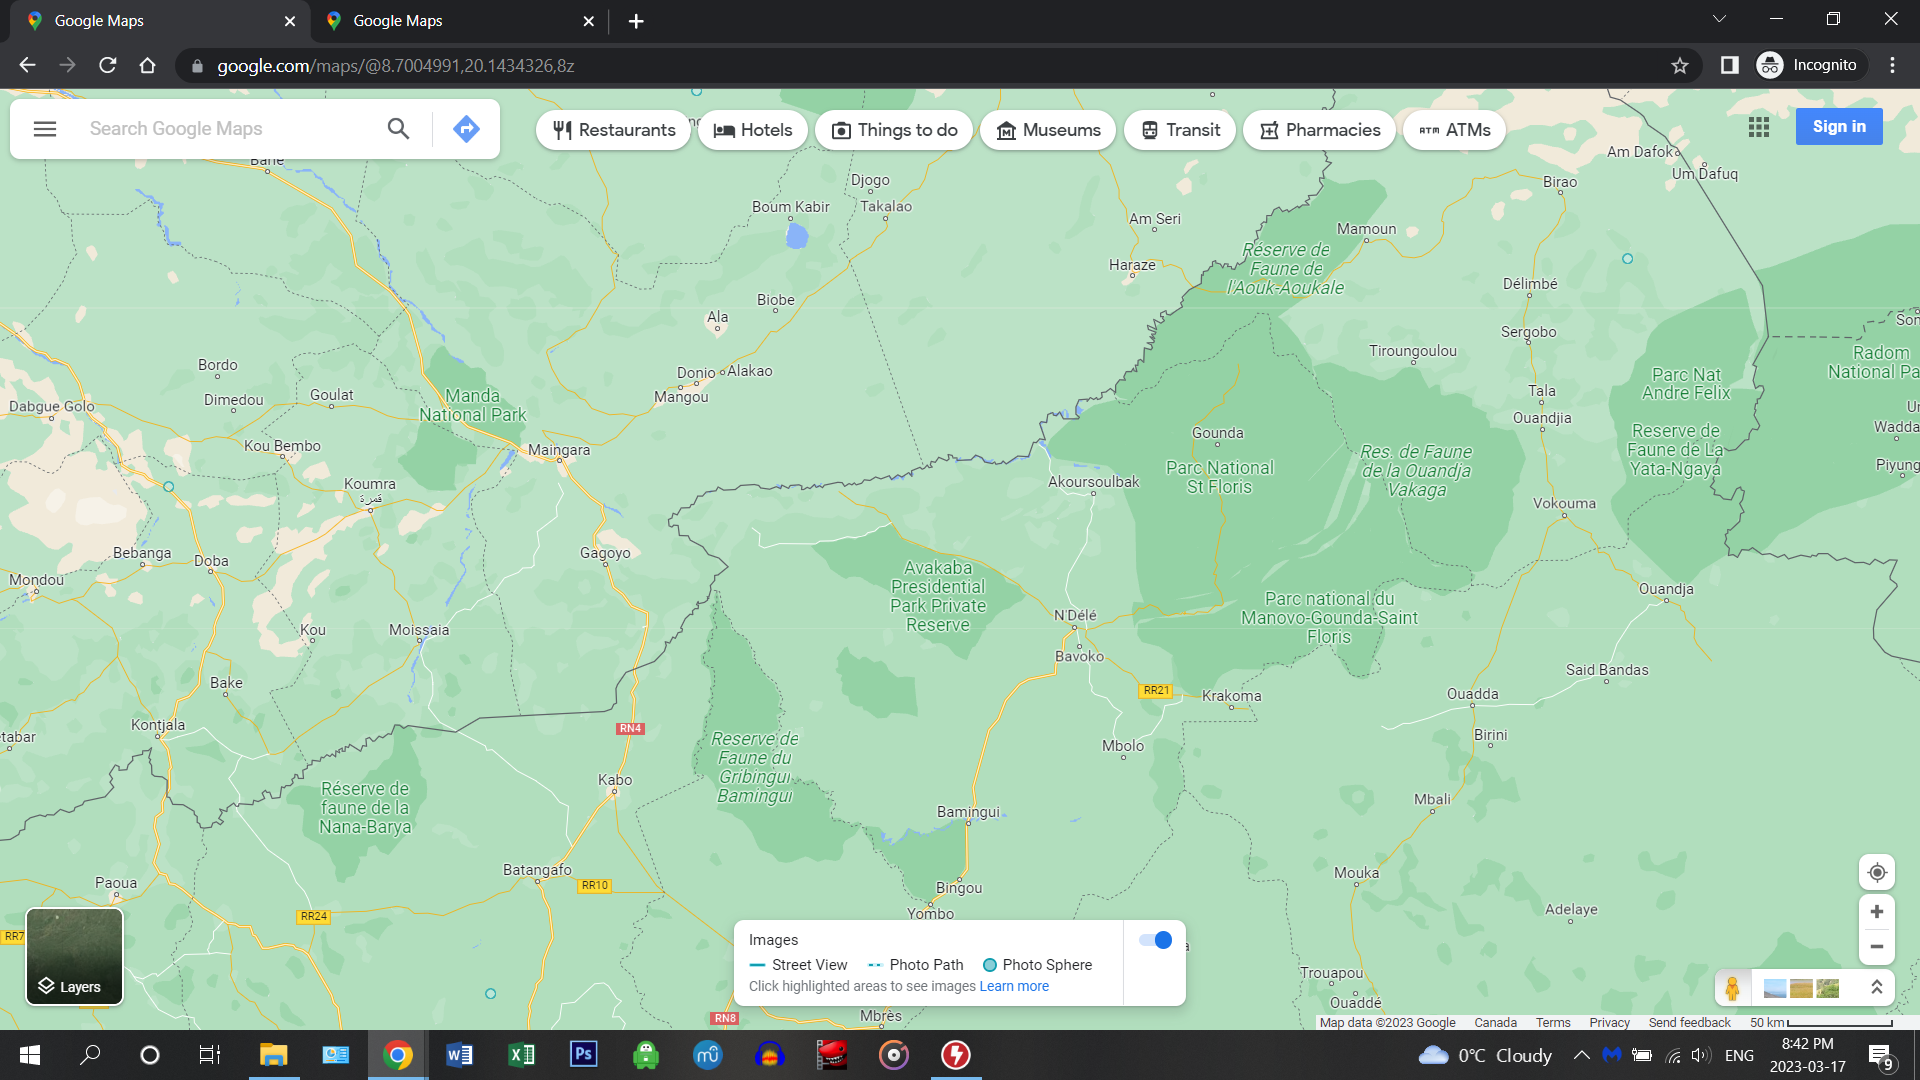 Google Maps
Google Maps
google.com/maps/@8.7004991,20.1434326,8z
Incognito
Search Google Maps
Restaurants
Hotels
Things to do
Museums
Transit
Pharmacies
ATMs
Sign in
Am Dafok
Um Dafuq
Birao
Djogo
Boum Kabir
Takalao
Am Seri
Mamoun
Réserve de
Faune de
l'Aouk-Aoukale
Haraze
Délimbé
Biobe
Ala
Sergobo
Tiroungoulou
Radom
Bordo
Donio
Alakao
Parc Nat
Andre Felix
Manda
National Park
Goulat
Dimedou
Mangou
Tala
Dabgue Golo
Ouandjia
Kou Bembo
Maingara
Gounda
Reserve de
Faune de La
Yata-Ngaya
Parc National
St Floris
Res. de Faune
de la Ouandja
Vakaga
Koumra
قمرة
Akoursoulbak
Vokouma
Bebanga
Doba
Gagoyo
Mondou
Avakaba
Presidential
Park Private
Reserve
Parc national du
Manovo-Gounda-Saint
Floris
Ouandja
N'Délé
Kou
Moissaia
Bavoko
Said Bandas
Bake
RR21
Krakoma
Ouadda
Kontjala
RN4
Birini
Reserve de
Faune du
Gribingui
Bamingui
Mbolo
Kabo
Réserve de
faune de la
Nana-Barya
Bamingui
Mbali
Batangafo
RR10
Paoua
Bingou
Mouka
RR24
Yombo
Adelaye
RR7
Layers
Images
Street View
Photo Path
Photo Sphere
Click highlighted areas to see images Learn more
Trouapou
Ouaddé
RN8
Mbrès
Map data ©2023 Google
Canada
Terms
Privacy
Send feedback
50 km
0°C Cloudy
ENG
8:42 PM
2023-03-17
9